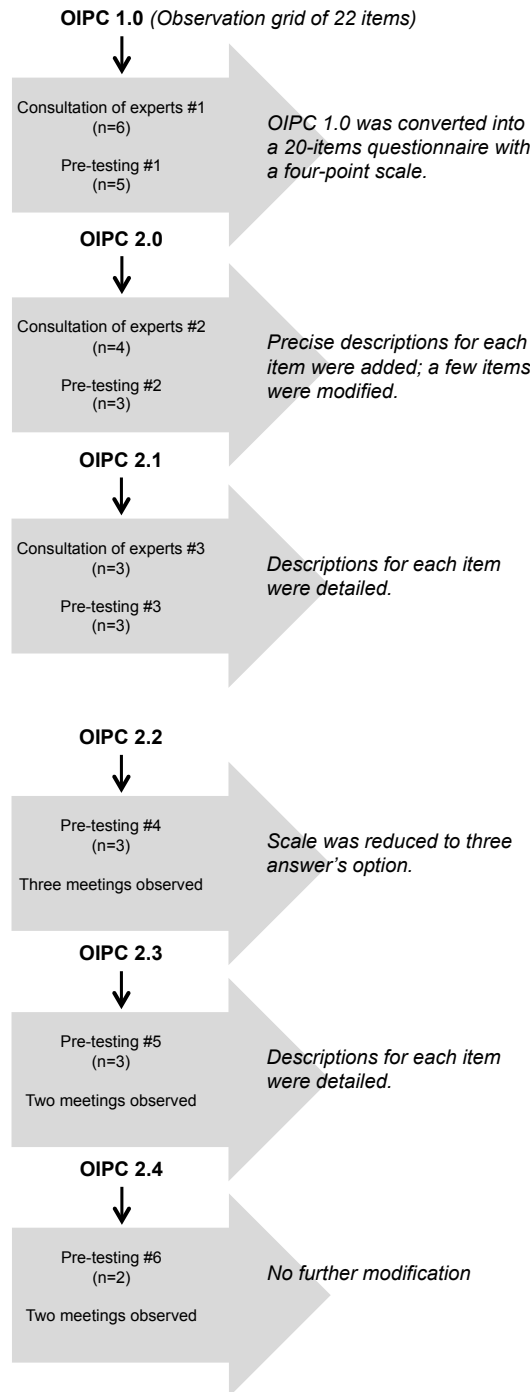 OIPC 1.0 (Observation grid of 22 items)
Consultation of experts #1
(n=6)
Pre-testing #1
(n=5)
OIPC 1.0 was converted into
a 20-items questionnaire with
a four-point scale.
OIPC 2.0
Consultation of experts #2
(n=4)
Pre-testing #2
(n=3)
Precise descriptions for each
item were added; a few items
were modified.
OIPC 2.1
Consultation of experts #3
(n=3)
Pre-testing #3
(n=3)
Descriptions for each item
were detailed.
OIPC 2.2
Pre-testing #4
(n=3)
Three meetings observed
Scale was reduced to three
answer's option.
OIPC 2.3
Pre-testing #5
(n=3)
Two meetings observed
Descriptions for each item
were detailed.
OIPC 2.4
Pre-testing #6
(n=2)
Two meetings observed
No further modification